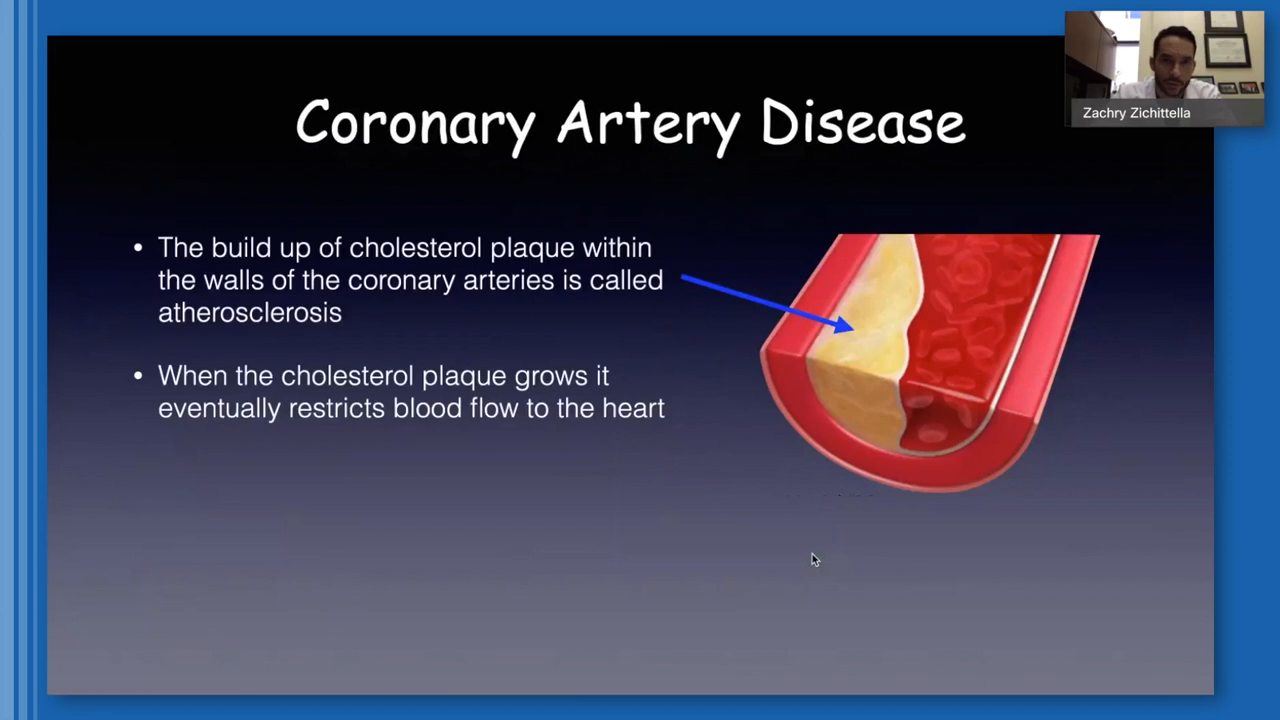 Coronary Artery Disease
Zachry Zichittella
• The build up of cholesterol plaque within
the walls of the coronary arteries is called
atherosclerosis
• When the cholesterol plaque grows it
eventually restricts blood flow to the heart